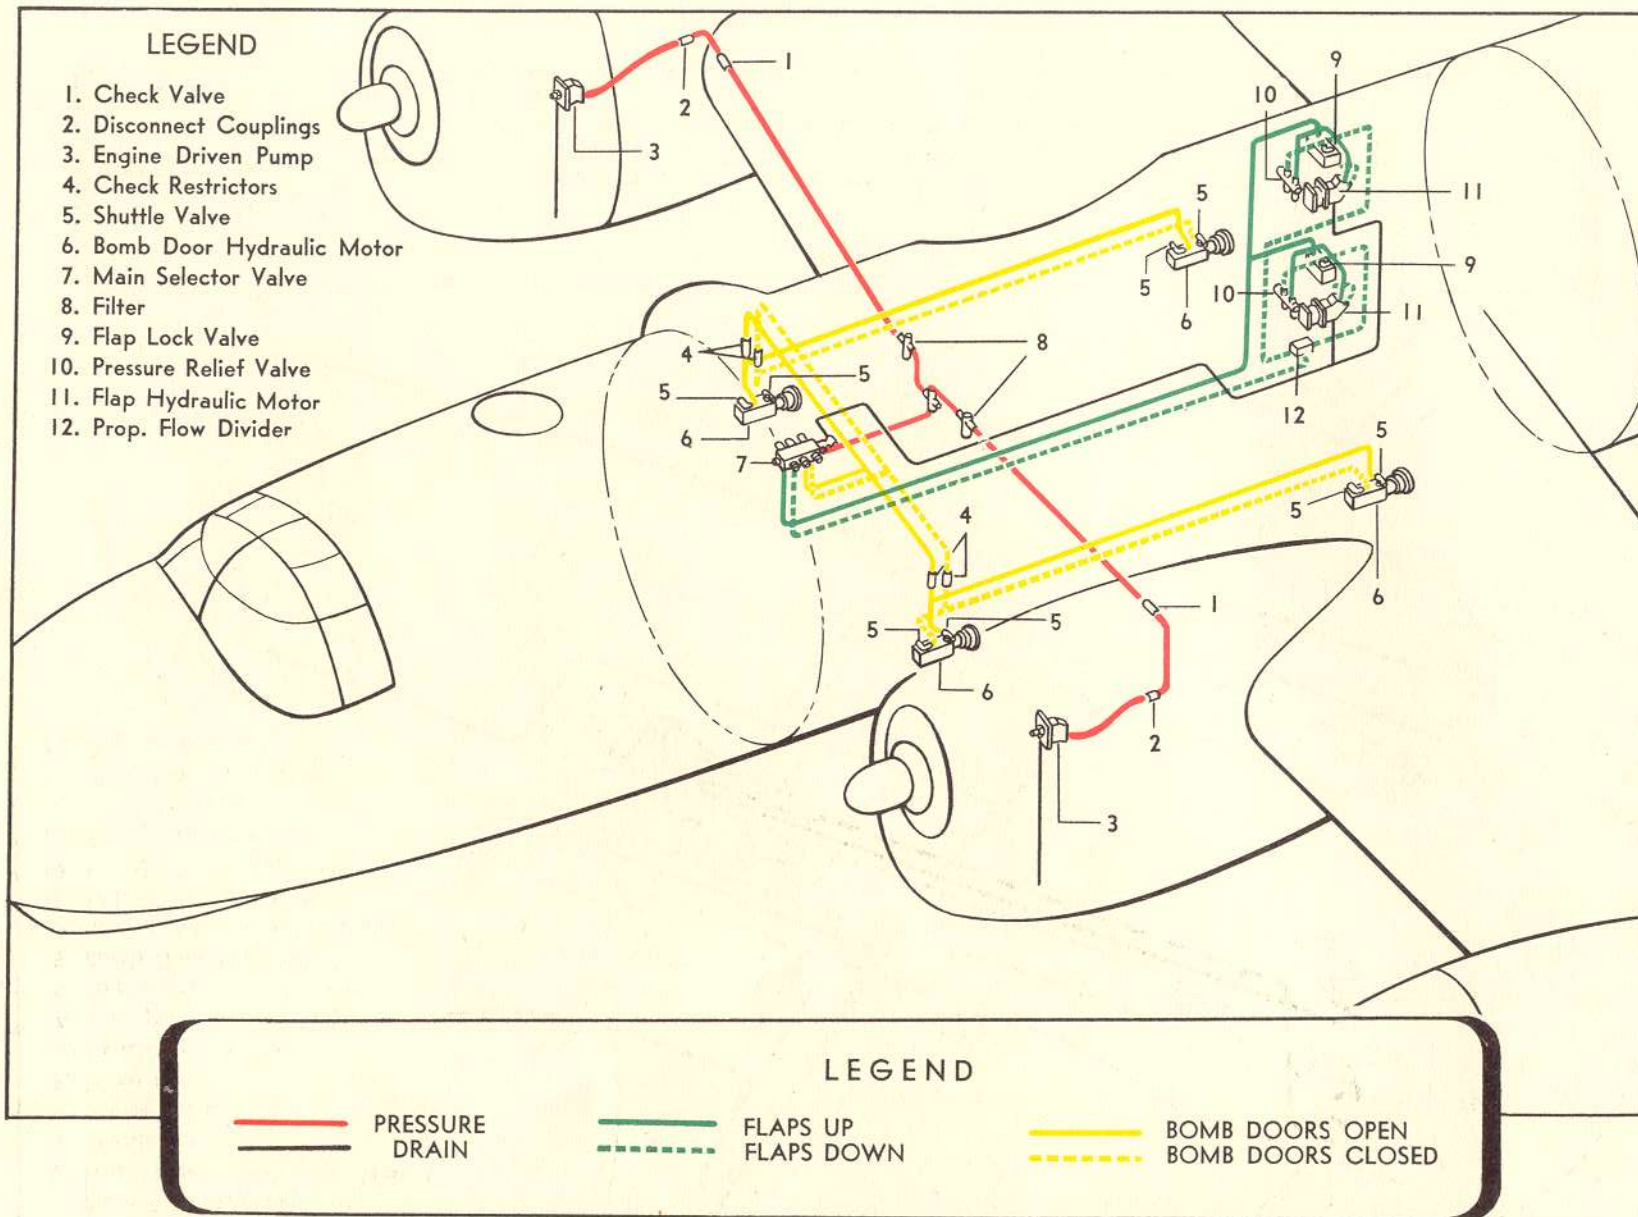 LEGEND
1. Check Valve
2. Disconnect Couplings
3. Engine Driven Pump
4. Check Restrictors
5. Shuttle Valve
6. Bomb Door Hydraulic Motor
7. Main Selector Valve
8. Filter
9. Flap Lock Valve
10. Pressure Relief Valve
11. Flap Hydraulic Motor
12. Prop. Flow Divider
1
2
3
9
10
11
5
5
6
9
10
11
12
4
5
5
6
7
8
5
5
6
4
1
5
5
6
2
3
LEGEND
PRESSURE
DRAIN
FLAPS UP
FLAPS DOWN
BOMB DOORS OPEN
BOMB DOORS CLOSED